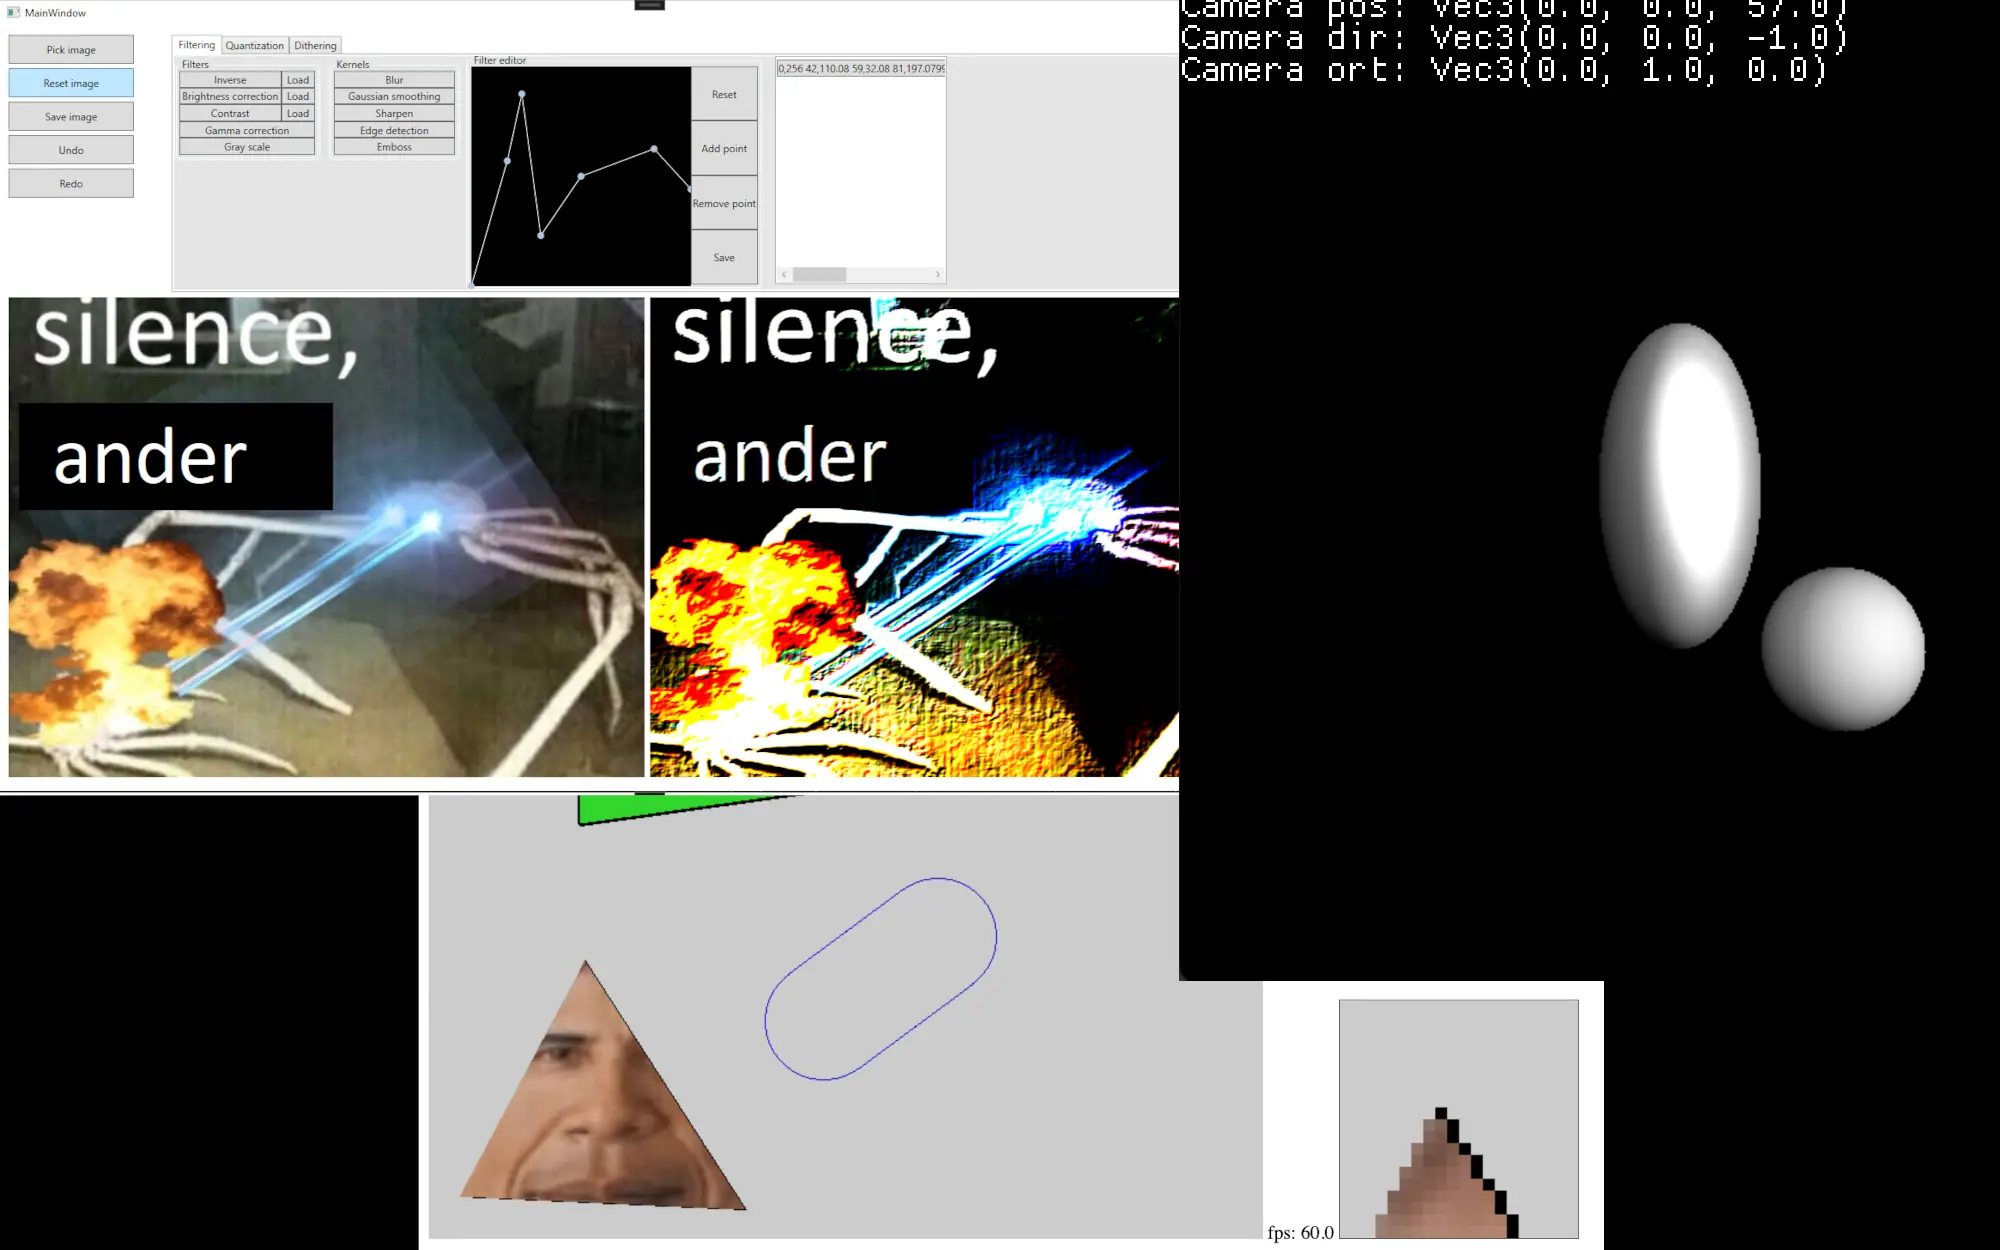 MainWindow
Pick image
Reset image
Save image
Undo
Redo
Filtering Quantization Dithering
Filters
Inverse Load
Brightness correction Load
Contrast Load
Gamma correction
Gray scale
Kernels
Blur
Gaussian smoothing
Sharpen
Edge detection
Emboss
Filter editor
Reset
Add point
Remove point
Save
0,256 42,110.08 59,32.08 81,197.0799
silence,
ander
silence,
ander
Camera pos: Vec3(0.0, 0.0, 57.0)
Camera dir: Vec3(0.0, 0.0, -1.0)
Camera ort: Vec3(0.0, 1.0, 0.0)
fps: 60.0